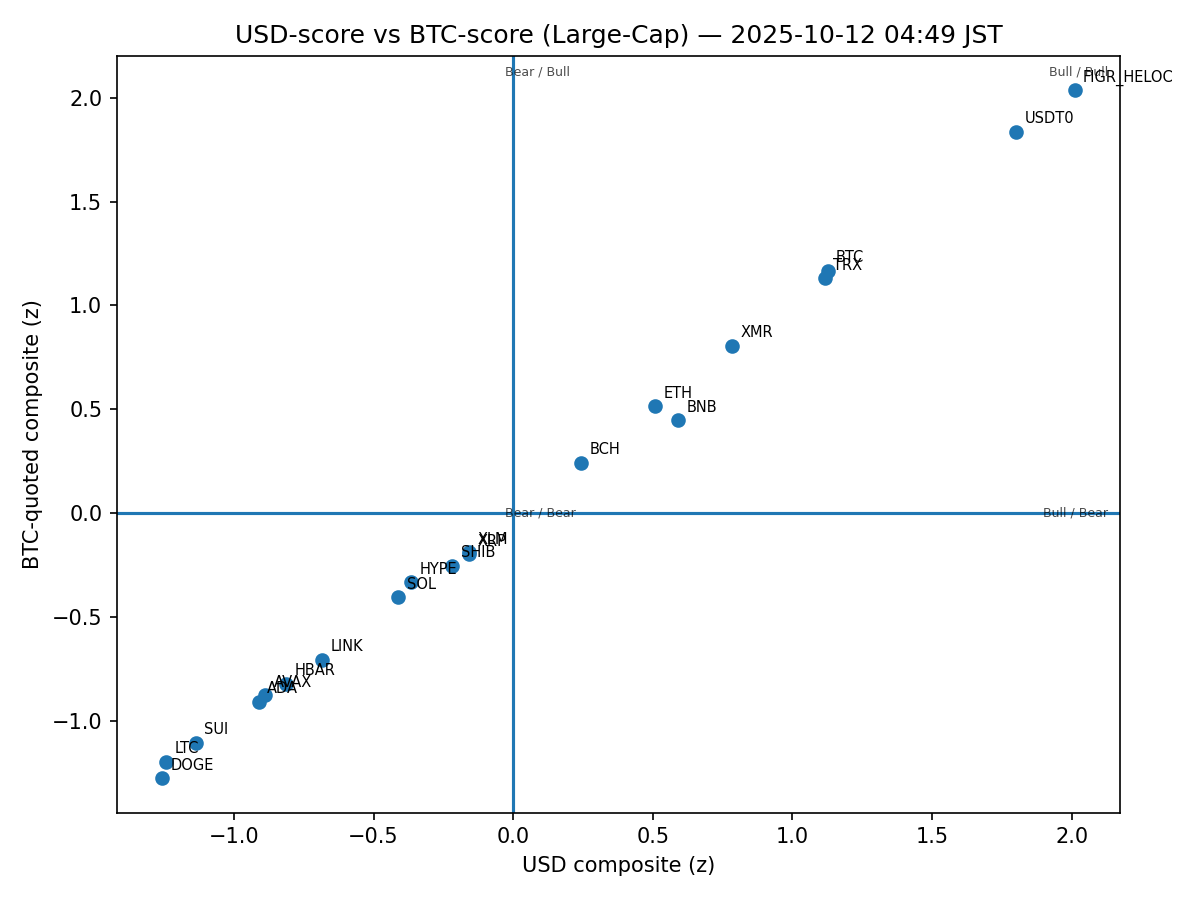 USD-score vs BTC-score (Large-Cap) — 2025-10-12 04:49 JST
Bear / Bull
Bull / Bull
FIGR_HELOC
USDT0
BTC
TRX
XMR
ETH
BNB
BCH
Bear / Bear
Bull / Bear
XLM
XRP
SHIB
HYPE
SOL
LINK
HBAR
AVAX
ADA
SUI
LTC
DOGE
2.0
1.5
1.0
0.5
0.0
−0.5
−1.0
BTC-quoted composite (z)
−1.0
−0.5
0.0
0.5
1.0
1.5
2.0
USD composite (z)